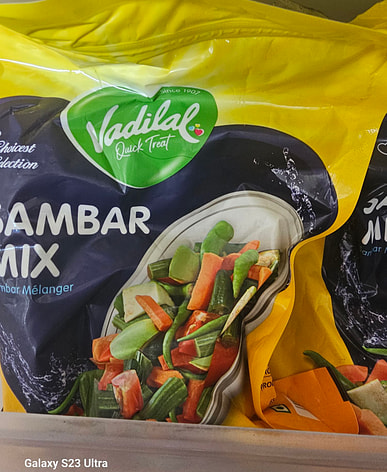 Since 1907
Vadilal
Quick Treat
Choicest
Selection
SAMBAR
MIX
Sambar Mélanger
Galaxy S23 Ultra